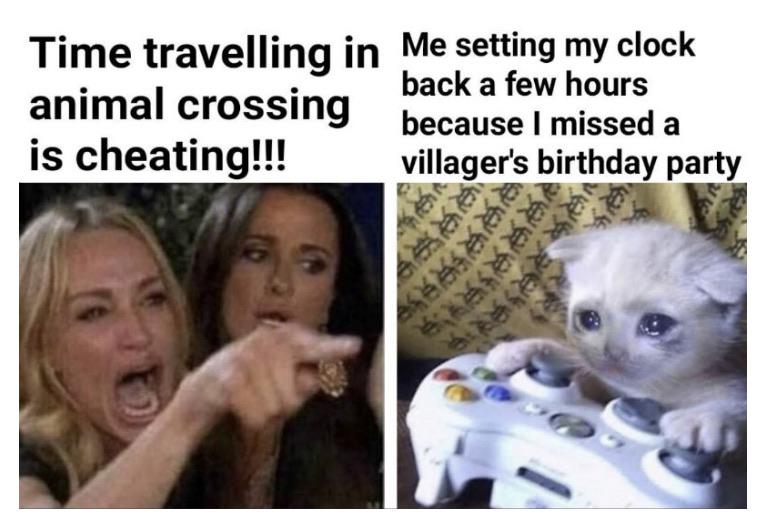 Time travelling in
animal crossing
is cheating!!!
Me setting my clock
back a few hours
because I missed a
villager's birthday party